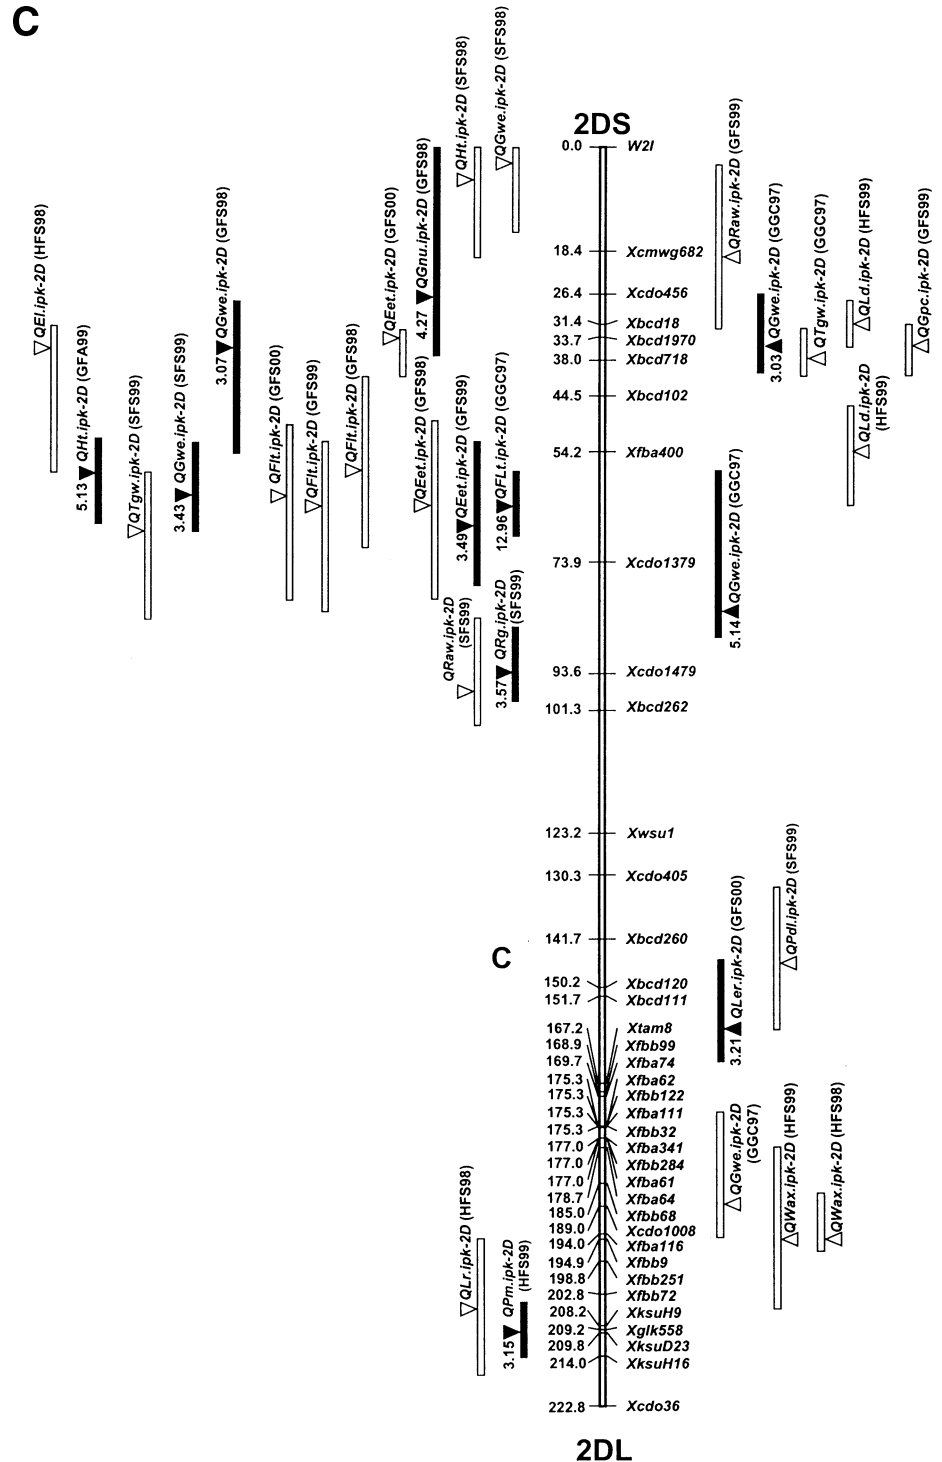 C
2DS
0.0 W2I
18.4 Xcmwg682
26.4 Xcdo456
31.4 Xbcd18
33.7 Xbcd1970
38.0 Xbcd718
44.5 Xbcd102
54.2 Xfba400
73.9 Xcdo1379
93.6 Xcdo1479
101.3 Xbcd262
123.2 Xwsu1
130.3 Xcdo405
141.7 Xbcd260
C
150.2 Xbcd120
151.7 Xbcd111
167.2 Xtam8
168.9 Xfbb99
169.7 Xfba74
175.3 Xfba62
175.3 Xfbb122
175.3 Xfba111
175.3 Xfbb32
177.0 Xfba341
177.0 Xfbb284
177.0 Xfba61
178.7 Xfba64
185.0 Xfbb68
189.0 Xcdo1008
194.0 Xfba116
194.9 Xfbb9
198.8 Xfbb251
202.8 Xfbb72
208.2 XksuH9
209.2 Xglk558
209.8 XksuD23
214.0 XksuH16
222.8 Xcdo36
2DL
QEl.ipk-2D (HFS98)
5.13 QHt.ipk-2D (GFA99)
QTgw.ipk-2D (SFS99)
3.43 QGwe.ipk-2D (SFS99)
3.07 QGwe.ipk-2D (GFS98)
QFlt.ipk-2D (GFS00)
QFlt.ipk-2D (GFS99)
QFlt.ipk-2D (GFS98)
QEet.ipk-2D (GFS00)
4.27 QGnu.ipk-2D (GFS98)
QHt.ipk-2D (SFS98)
QGwe.ipk-2D (SFS98)
QEet.ipk-2D (GFS98)
3.49 QEet.ipk-2D (GFS99)
12.96 QFLt.ipk-2D (GGC97)
QRaw.ipk-2D
(SFS99)
3.57 QRg.ipk-2D
(SFS99)
QRaw.ipk-2D (GFS99)
3.03 QGwe.ipk-2D (GGC97)
QTgw.ipk-2D (GGC97)
QLd.ipk-2D (HFS99)
QGpc.ipk-2D (GFS99)
QLd.ipk-2D
(HFS99)
5.14 QGwe.ipk-2D (GGC97)
3.21 QLer.ipk-2D (GFS00)
QPdl.ipk-2D (SFS99)
QGwe.ipk-2D
(GGC97)
QWax.ipk-2D (HFS99)
QWax.ipk-2D (HFS98)
QLr.ipk-2D (HFS98)
3.15 QPm.ipk-2D
(HFS99)